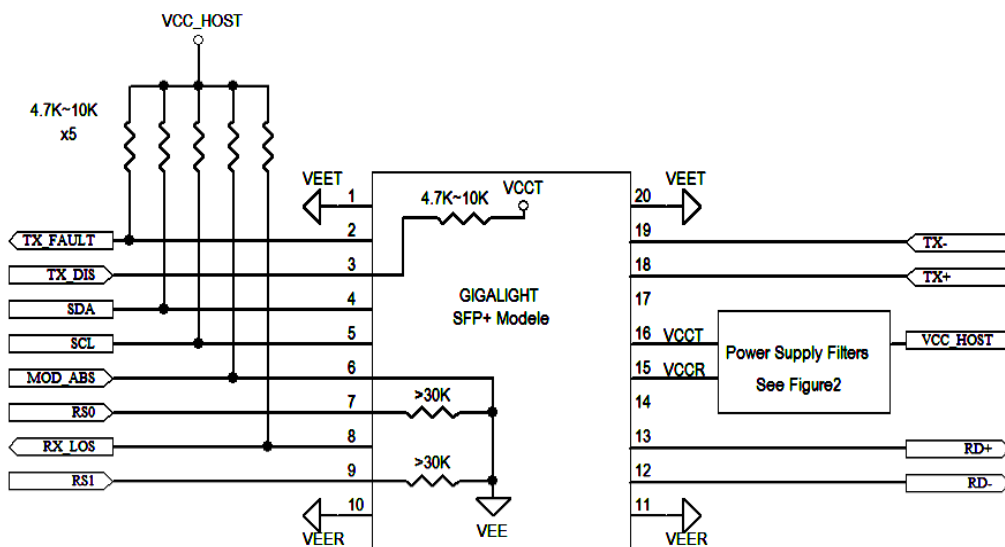 VCC_HOST
4.7K~10K
x5
VEET
1
TX_FAULT
2
TX_DIS
3
SDA
4
SCL
5
MOD_ABS
6
RS0
7
RX_LOS
8
RS1
9
10
VEER
4.7K~10K
VCCT
GIGALIGHT
SFP+ Modele
>30K
>30K
VEE
20
VEET
19
TX-
18
TX+
17
16
VCCT
15
VCCR
Power Supply Filters
See Figure2
VCC_HOST
14
13
RD+
12
RD-
11
VEER